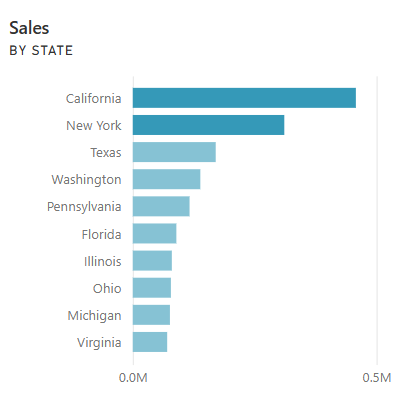 Sales
BY STATE
California
New York
Texas
Washington
Pennsylvania
Florida
Illinois
Ohio
Michigan
Virginia
0.0M 0.5M